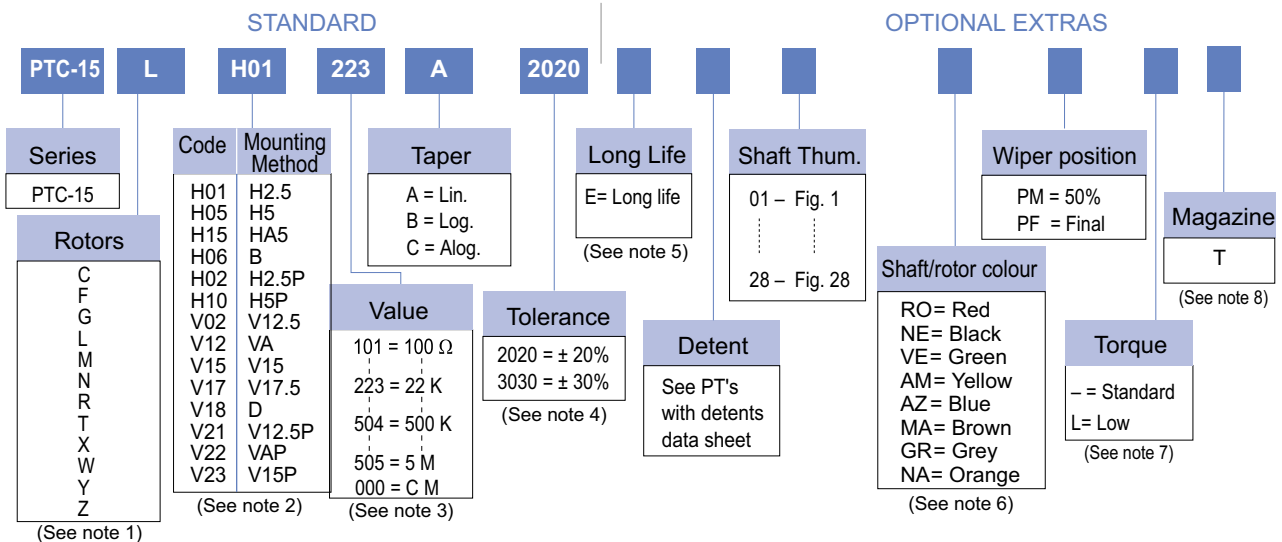 STANDARD
OPTIONAL EXTRAS
PTC-15 L H01 223 A 2020
Series
PTC-15
Rotors
C
F
G
L
M
N
R
T
X
W
Y
Z
(See note 1)
Code Mounting
Method
H01 H2.5
H05 H5
H15 HA5
H06 B
H02 H2.5P
H10 H5P
V02 V12.5
V12 VA
V15 V15
V17 V17.5
V18 D
V21 V12.5P
V22 VAP
V23 V15P
(See note 2)
Taper
A = Lin.
B = Log.
C = Alog.
Value
101 = 100 Ω
223 = 22 K
504 = 500 K
505 = 5 M
000 = C M
(See note 3)
Tolerance
2020 = ± 20%
3030 = ± 30%
(See note 4)
Long Life
E= Long life
(See note 5)
Detent
See PT's
with detents
data sheet
Shaft Thum.
01 – Fig. 1
28 – Fig. 28
Shaft/rotor colour
RO= Red
NE= Black
VE= Green
AM= Yellow
AZ= Blue
MA= Brown
GR= Grey
NA= Orange
(See note 6)
Wiper position
PM = 50%
PF = Final
Torque
– = Standard
L= Low
(See note 7)
Magazine
T
(See note 8)